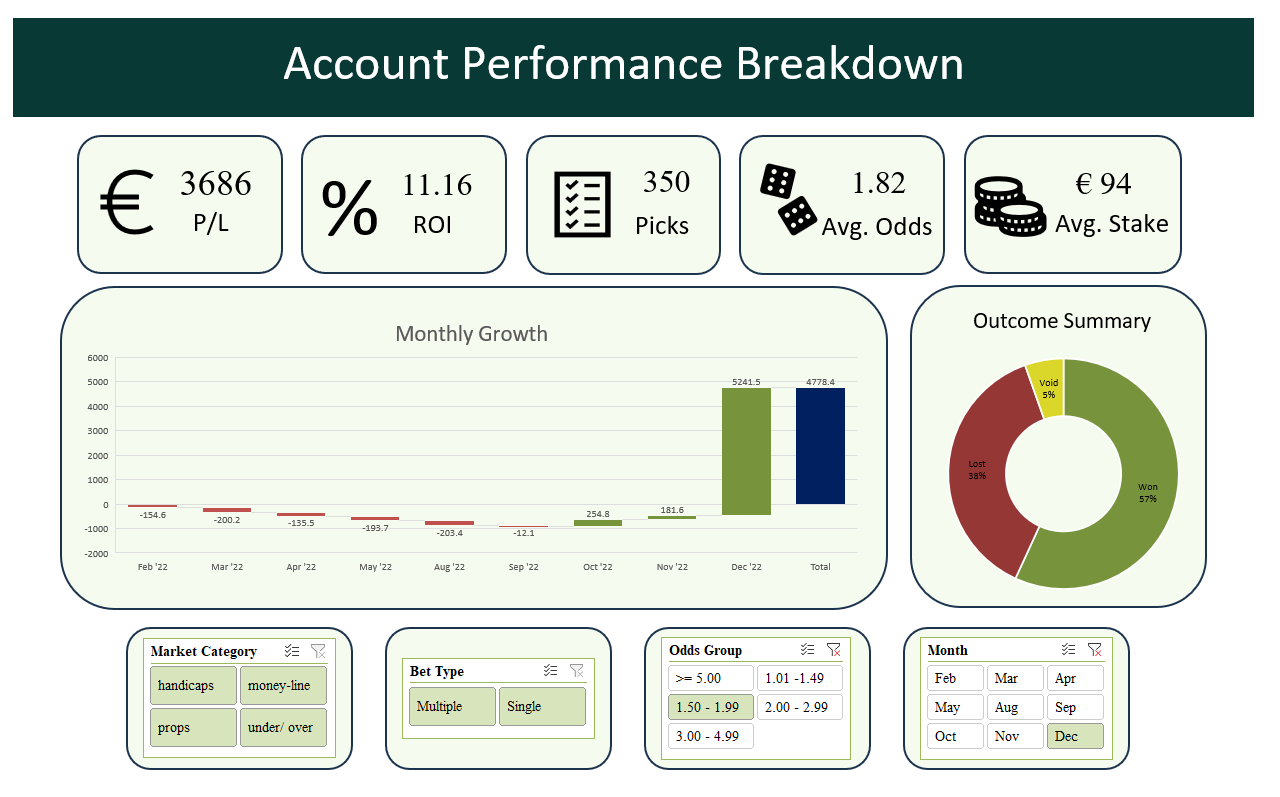 Account Performance Breakdown
3686
P/L
11.16
ROI
350
Picks
1.82
Avg. Odds
€ 94
Avg. Stake
Monthly Growth
6000
5000
4000
3000
2000
1000
0
-1000
-2000
-154.6
-200.2
-135.5
-193.7
-203.4
-12.1
254.8
181.6
5241.5
4778.4
Feb '22
Mar '22
Apr '22
May '22
Aug '22
Sep '22
Oct '22
Nov '22
Dec '22
Total
Outcome Summary
Void
5%
Lost
38%
Won
57%
Market Category
handicaps
money-line
props
under/ over
Bet Type
Multiple
Single
Odds Group
>= 5.00
1.01 -1.49
1.50 - 1.99
2.00 - 2.99
3.00 - 4.99
Month
Feb
Mar
Apr
May
Aug
Sep
Oct
Nov
Dec